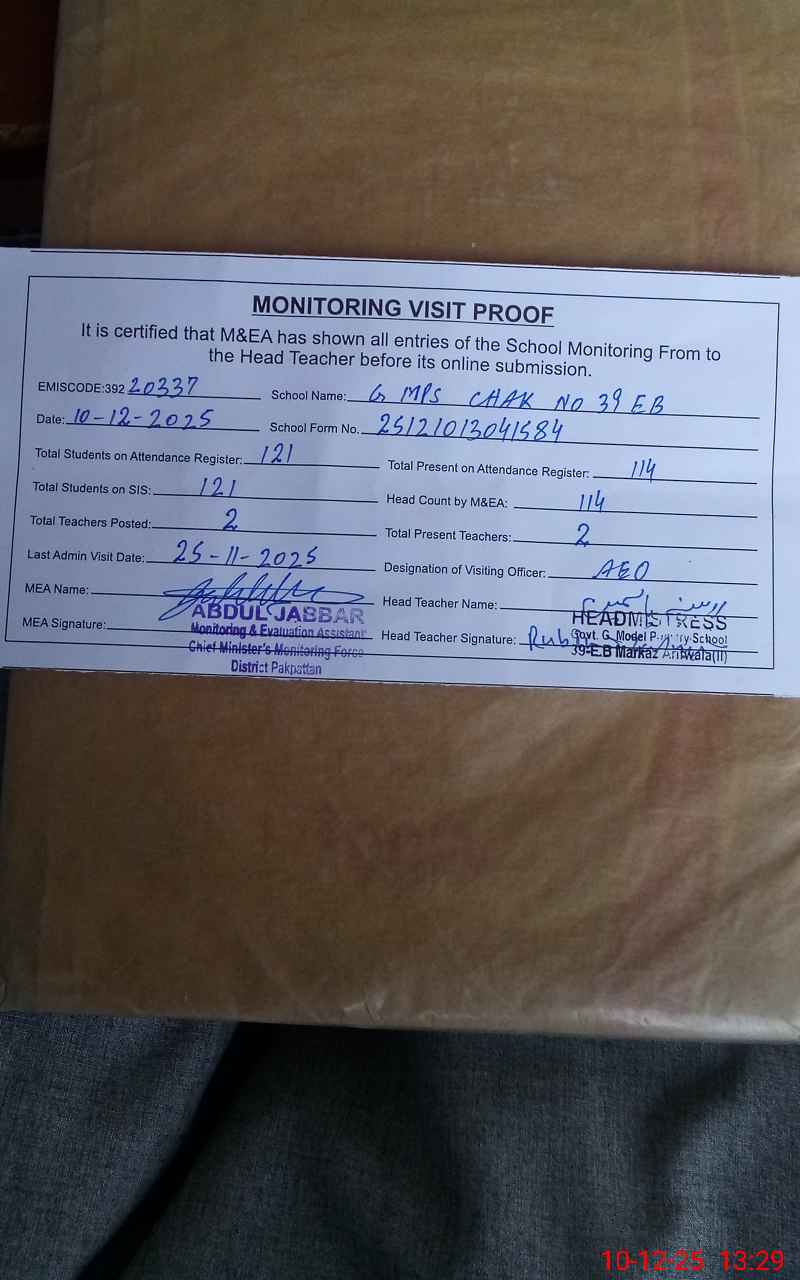 MONITORING VISIT PROOF
It is certified that M&EA has shown all entries of the School Monitoring From to
the Head Teacher before its online submission.
EMISCODE:392 20337 School Name: G MPS CHAK NO 39 EB
Date: 10-12-2025 School Form No. 25121013041584
Total Students on Attendance Register: 121 Total Present on Attendance Register: 114
Total Students on SIS: 121 Head Count by M&EA: 114
Total Teachers Posted: 2 Total Present Teachers: 2
Last Admin Visit Date: 25-11-2025 Designation of Visiting Officer: AEO
MEA Name: Head Teacher Name:
ABDUL JABBAR HEADMISTRESS
MEA Signature: Monitoring & Evaluation Assistant Head Teacher Signature: Govt. G. Model Primary School
Chief Minister's Monitoring Force 39-E.B Markaz Arifwala(II)
District Pakpattan
10-12-25 13:29